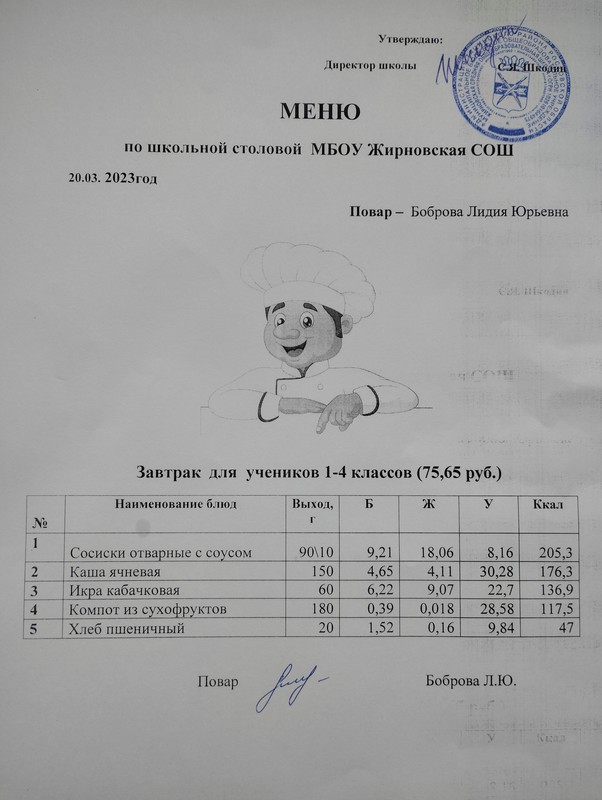 Утверждаю:
Директор школы С.Я. Шкодин
МЕНЮ
по школьной столовой МБОУ Жирновская СОШ
20.03. 2023год
Повар – Боброва Лидия Юрьевна
Завтрак для учеников 1-4 классов (75,65 руб.)
№ Наименование блюд Выход, г Б Ж У Ккал
1 Сосиски отварные с соусом 90\10 9,21 18,06 8,16 205,3
2 Каша ячневая 150 4,65 4,11 30,28 176,3
3 Икра кабачковая 60 6,22 9,07 22,7 136,9
4 Компот из сухофруктов 180 0,39 0,018 28,58 117,5
5 Хлеб пшеничный 20 1,52 0,16 9,84 47
Повар Боброва Л.Ю.